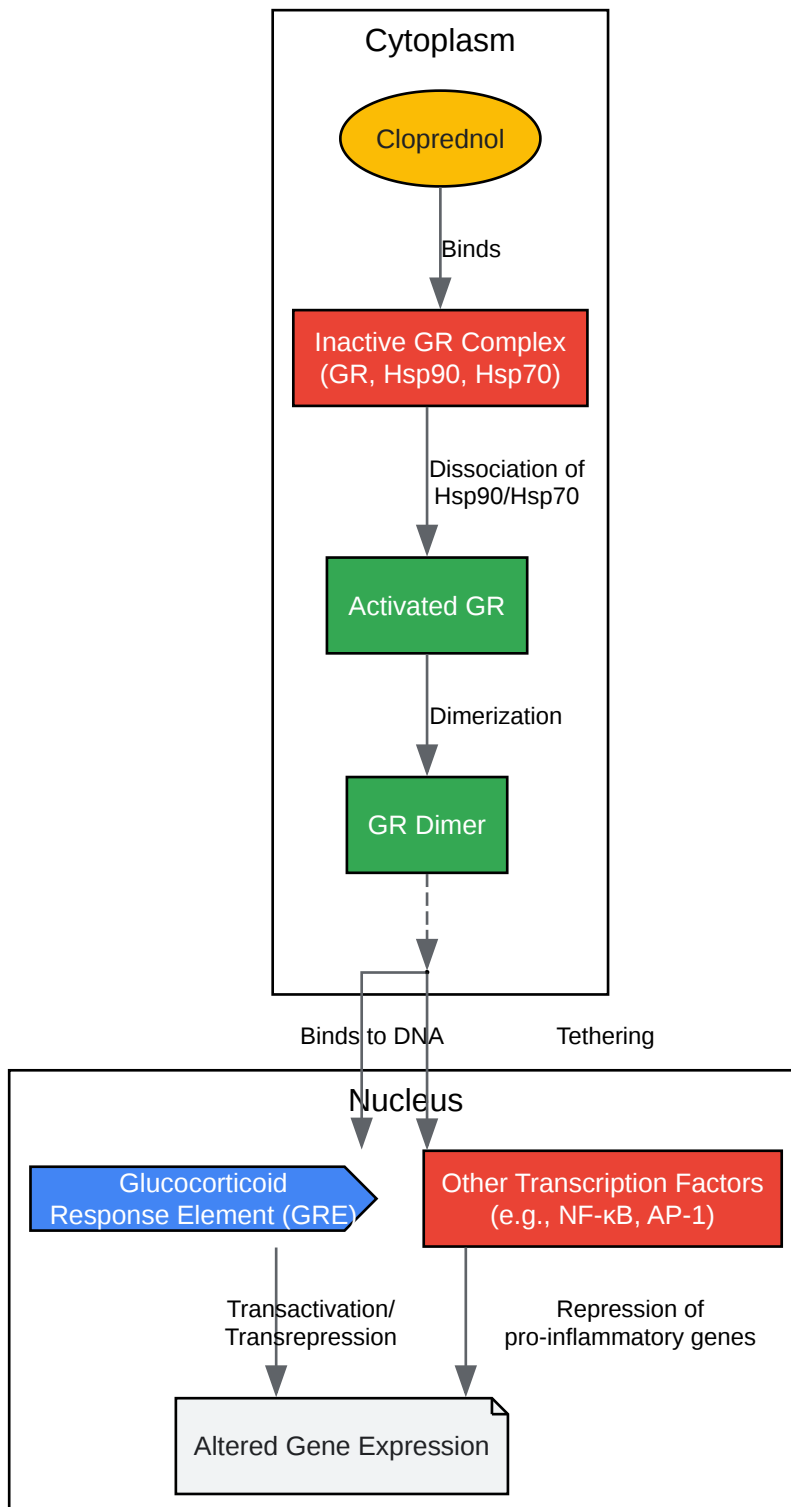 Cytoplasm
Cloprednol
Binds
Inactive GR Complex
(GR, Hsp90, Hsp70)
Dissociation of
Hsp90/Hsp70
Activated GR
Dimerization
GR Dimer
Binds to DNA
Tethering
Nucleus
Glucocorticoid
Response Element (GRE)
Other Transcription Factors
(e.g., NF-κB, AP-1)
Transactivation/
Transrepression
Repression of
pro-inflammatory genes
Altered Gene Expression